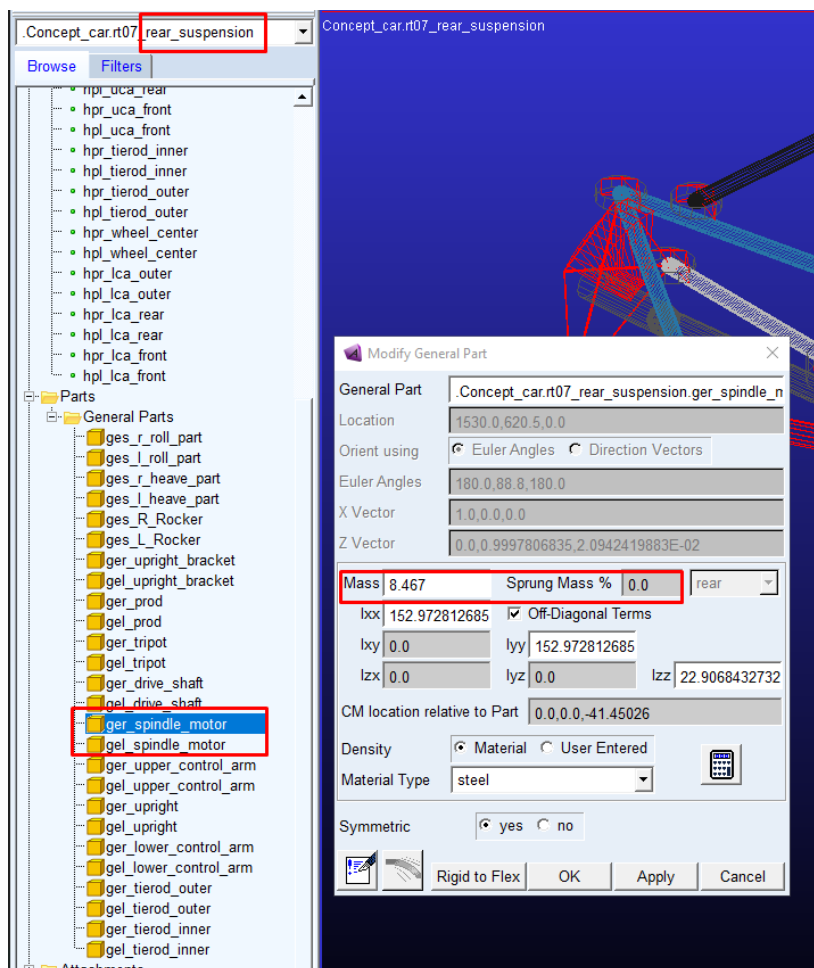 .Concept_car.rt07_rear_suspension
Browse Filters
hpl_uca_rear
hpr_uca_front
hpl_uca_front
hpr_tierod_inner
hpl_tierod_inner
hpr_tierod_outer
hpl_tierod_outer
hpr_wheel_center
hpl_wheel_center
hpr_lca_outer
hpl_lca_outer
hpr_lca_rear
hpl_lca_rear
hpr_lca_front
hpl_lca_front
Parts
General Parts
ges_r_roll_part
ges_l_roll_part
ges_r_heave_part
ges_l_heave_part
ges_R_Rocker
ges_L_Rocker
ger_upright_bracket
gel_upright_bracket
ger_prod
gel_prod
ger_tripot
gel_tripot
ger_drive_shaft
gel_drive_shaft
ger_spindle_motor
gel_spindle_motor
ger_upper_control_arm
gel_upper_control_arm
ger_upright
gel_upright
ger_lower_control_arm
gel_lower_control_arm
ger_tierod_outer
gel_tierod_outer
ger_tierod_inner
gel_tierod_inner
Attachments
Concept_car.rt07_rear_suspension
Modify General Part
General Part .Concept_car.rt07_rear_suspension.ger_spindle_m
Location 1530.0,620.5,0.0
Orient using Euler Angles Direction Vectors
Euler Angles 180.0,88.8,180.0
X Vector 1.0,0.0,0.0
Z Vector 0.0,0.9997806835,2.0942419883E-02
Mass 8.467 Sprung Mass % 0.0 rear
Ixx 152.972812685 Off-Diagonal Terms
Ixy 0.0 Iyy 152.972812685
Izx 0.0 Iyz 0.0 Izz 22.9068432732
CM location relative to Part 0.0,0.0,-41.45026
Density Material User Entered
Material Type steel
Symmetric yes no
Rigid to Flex OK Apply Cancel